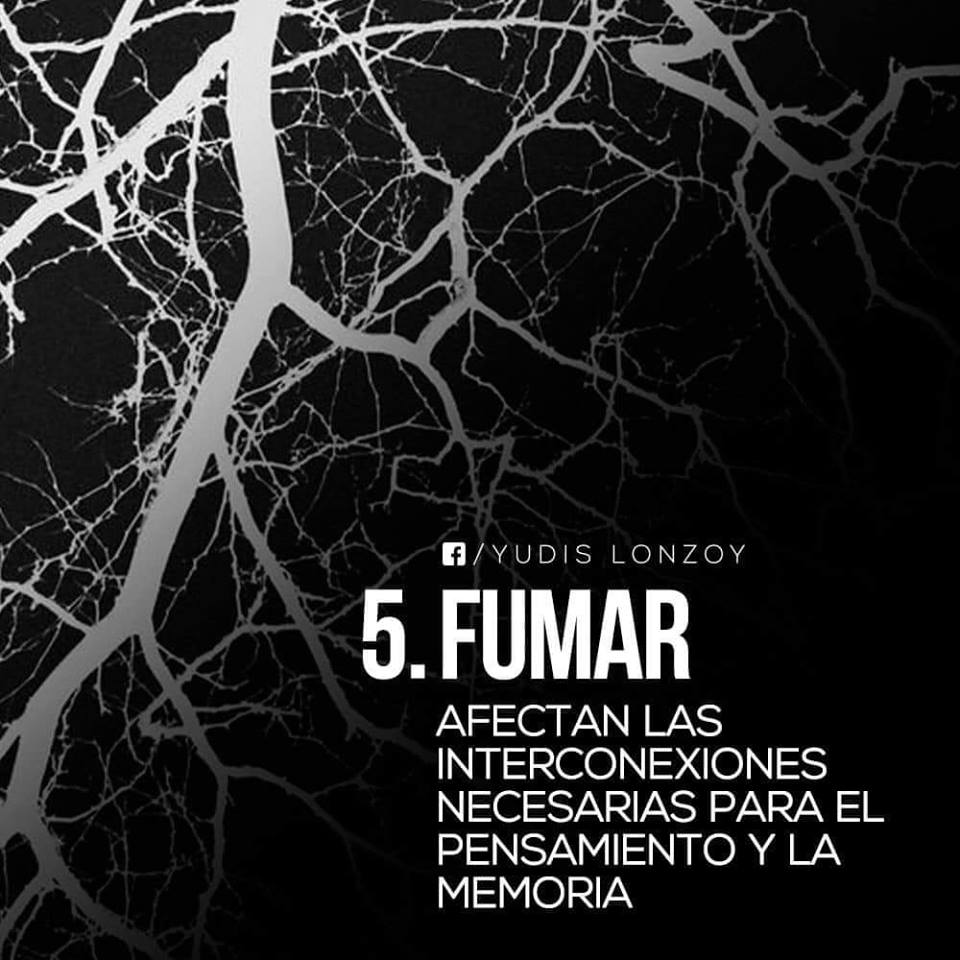 /YUDIS LONZOY
5. FUMAR
AFECTAN LAS
INTERCONEXIONES
NECESARIAS PARA EL
PENSAMIENTO Y LA
MEMORIA